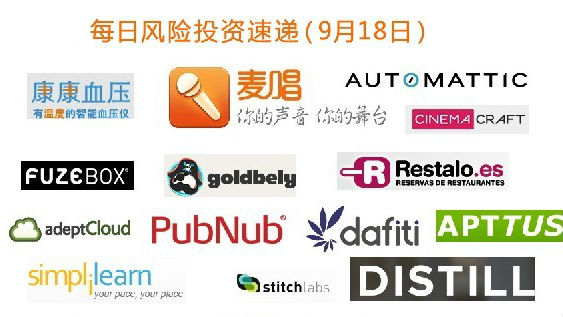 每日风险投资速递(9月18日)
康康血压
有温度的智能血压仪
麦唱
你的声音 你的舞台
AUTOMATTIC
CINEMACRAFT
FUZEBOX®
goldbely
Restalo.es
RESERVAS DE RESTAURANTES
adeptCloud
PubNub®
dafiti
APTTUS
simplilearn
your pace, your place
stitchlabs
DISTILL